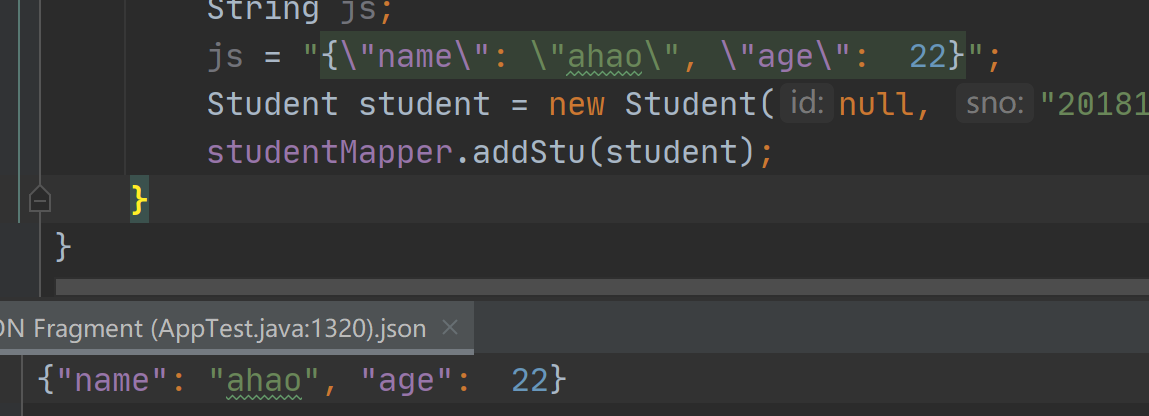 String js;
js = "{\"name\": \"ahao\", \"age\":  22}";
Student student = new Student( id: null, sno: "20181
studentMapper.addStu(student);
}
}
ON Fragment (AppTest.java:1320).json ×
{"name": "ahao", "age":  22}